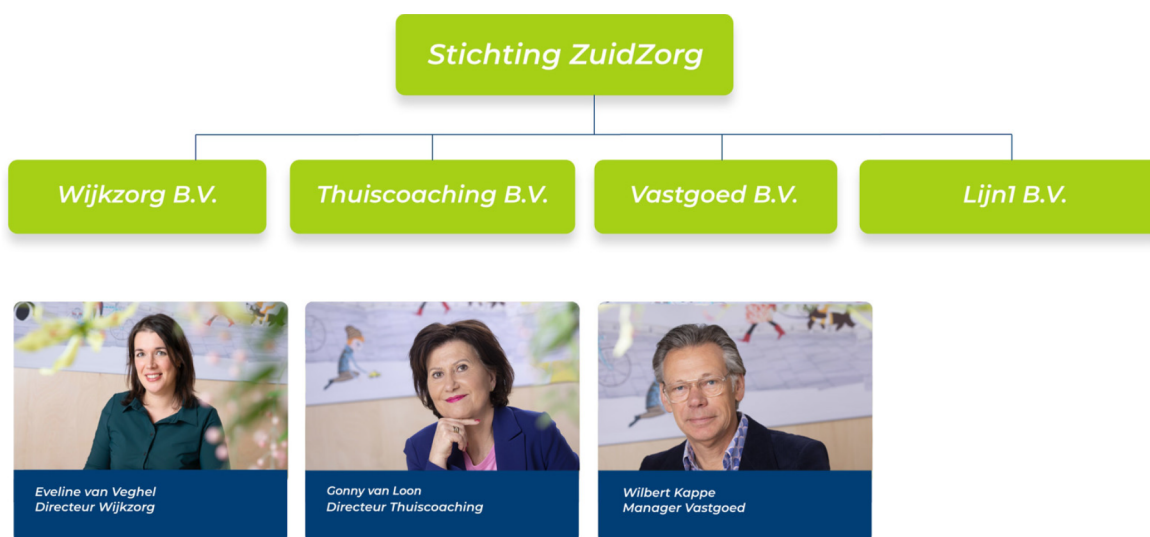 Stichting ZuidZorg
Wijkzorg B.V.
Thuiscoaching B.V.
Vastgoed B.V.
Lijn1 B.V.
Eveline van Veghel
Directeur Wijkzorg
Gonny van Loon
Directeur Thuiscoaching
Wilbert Kappe
Manager Vastgoed